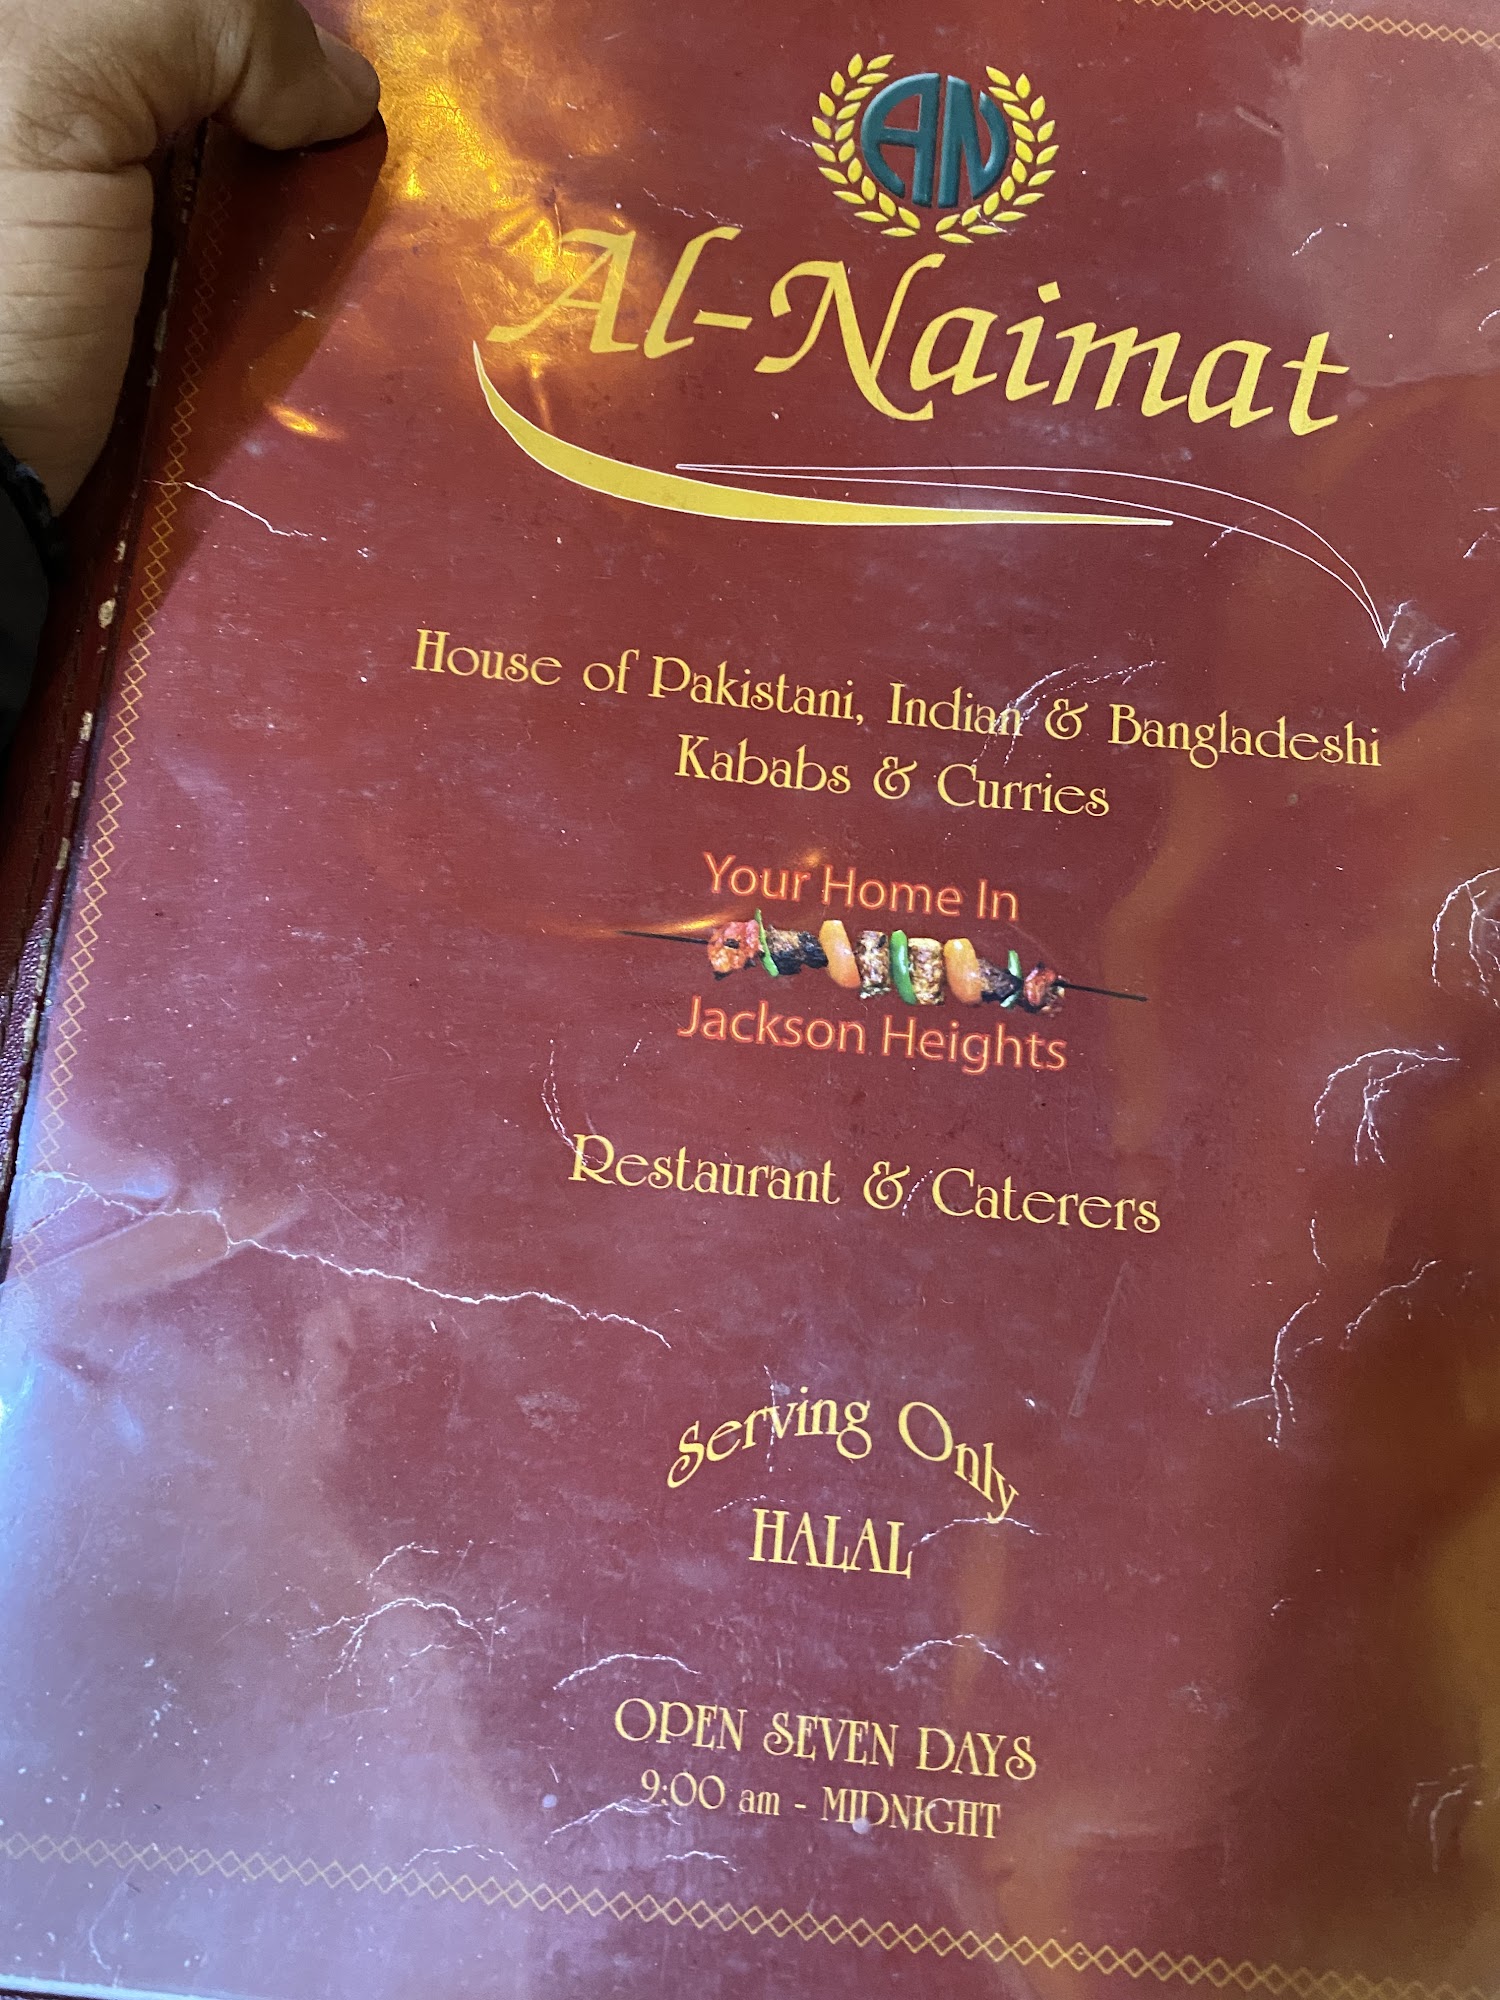 AN
Al-Naimat
House of Pakistani, Indian & Bangladeshi
Kababs & Curries
Your Home In
Jackson Heights
Restaurant & Caterers
Serving Only
HALAL
OPEN SEVEN DAYS
9:00 am - MIDNIGHT